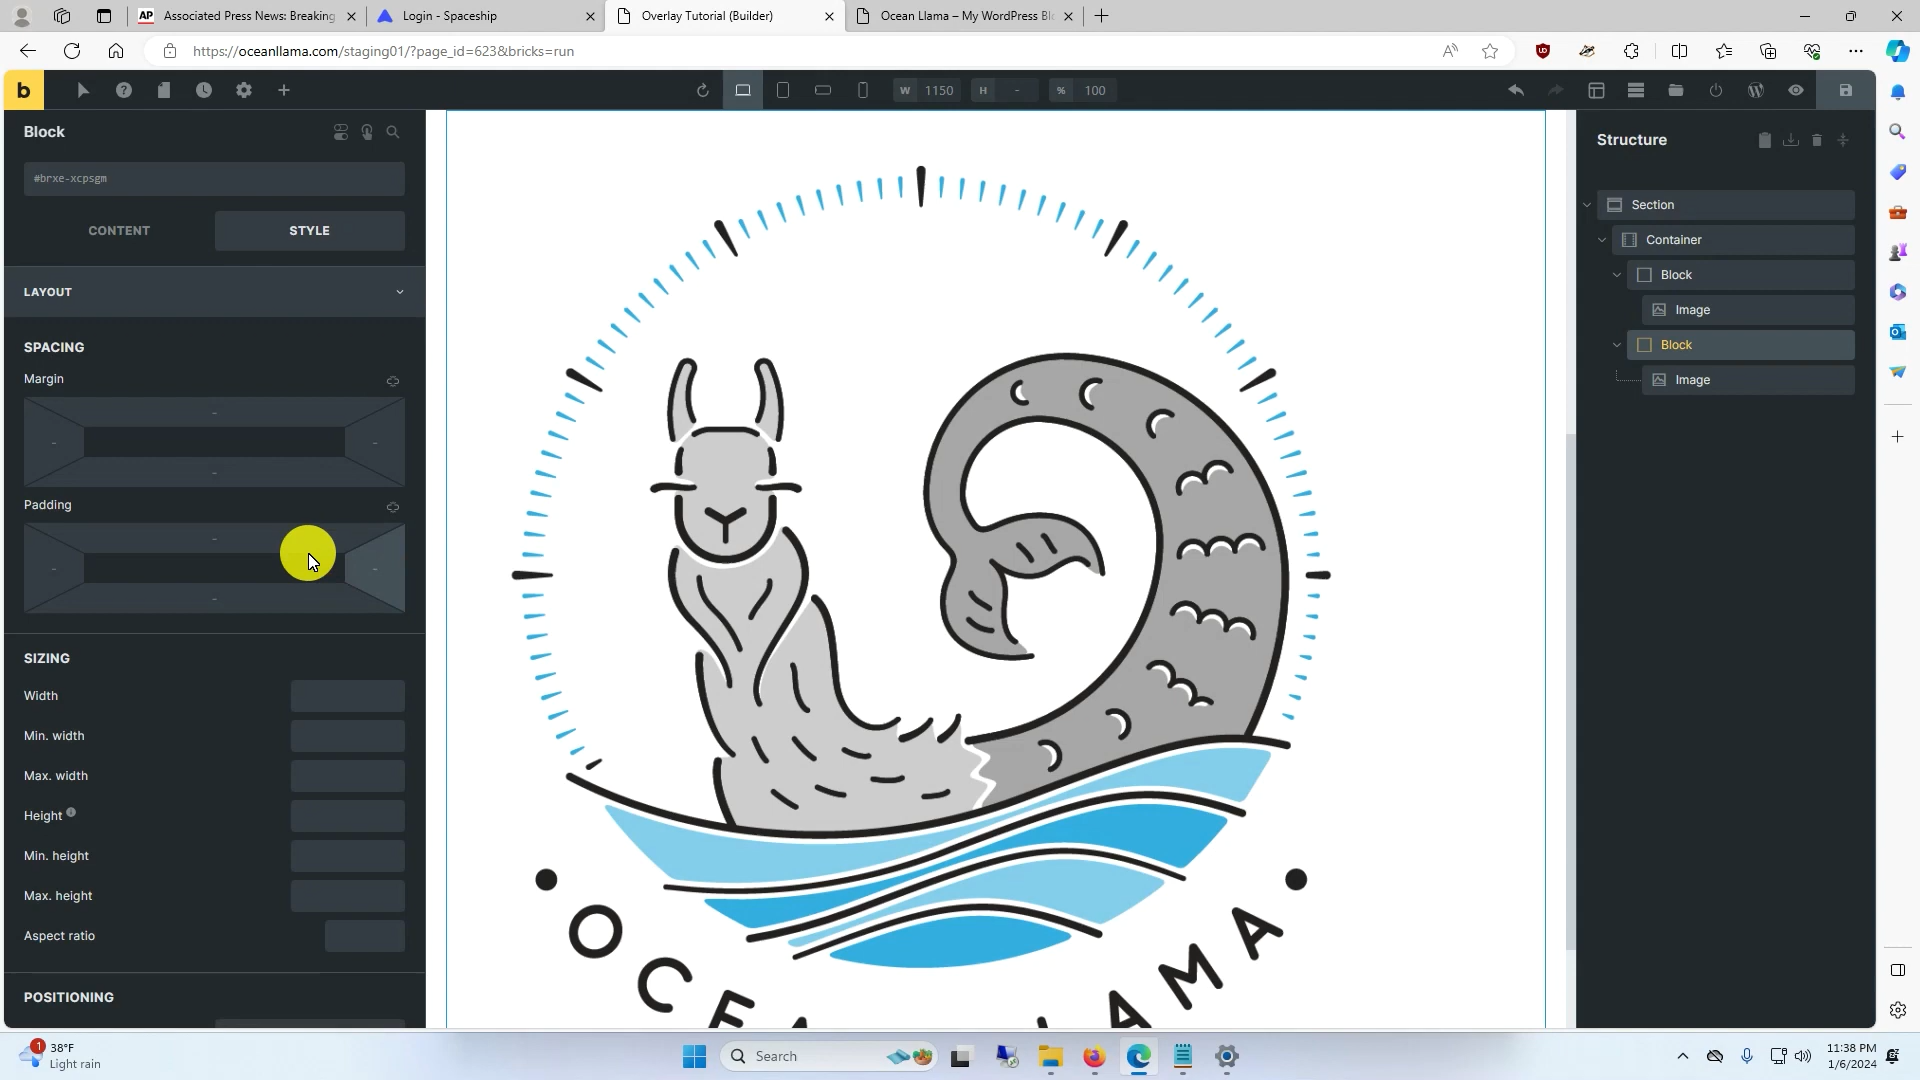 Associated Press News: Breaking
Login - Spaceship
Overlay Tutorial (Builder)
Ocean Llama – My WordPress Bl
https://oceanllama.com/staging01/?page_id=623&bricks=run
b
W 1150
H -
% 100
Block
#brxe-xcpsgm
CONTENT
STYLE
LAYOUT
SPACING
Margin
Padding
SIZING
Width
Min. width
Max. width
Height
Min. height
Max. height
Aspect ratio
POSITIONING
Structure
Section
Container
Block
Image
Block
Image
1
38°F
Light rain
Search
11:38 PM
1/6/2024